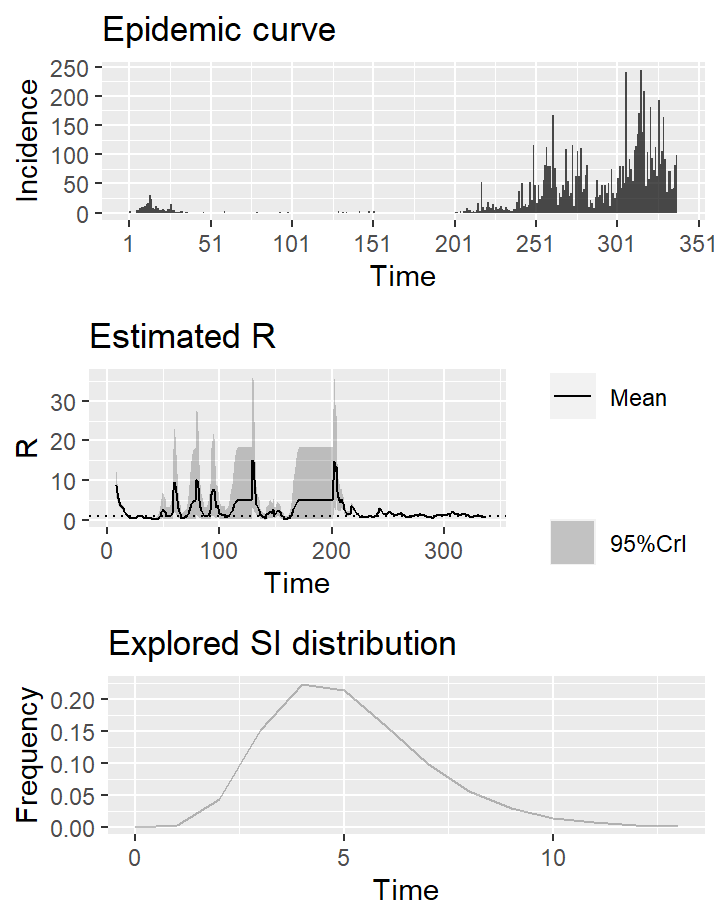 Epidemic curve
250
200
150
100
50
0
Incidence
1 51 101 151 201 251 301 351
Time
Estimated R
30
20
10
0
R
0 100 200 300
Time
Mean
95%CrI
Explored SI distribution
0.20
0.15
0.10
0.05
0.00
Frequency
0 5 10
Time